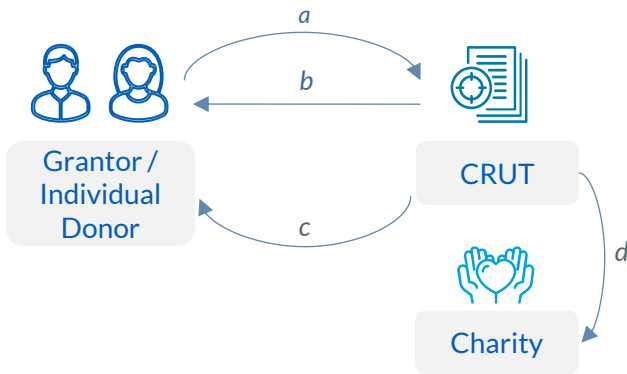 a
b
Grantor /
Individual
Donor
CRUT
c
d
Charity